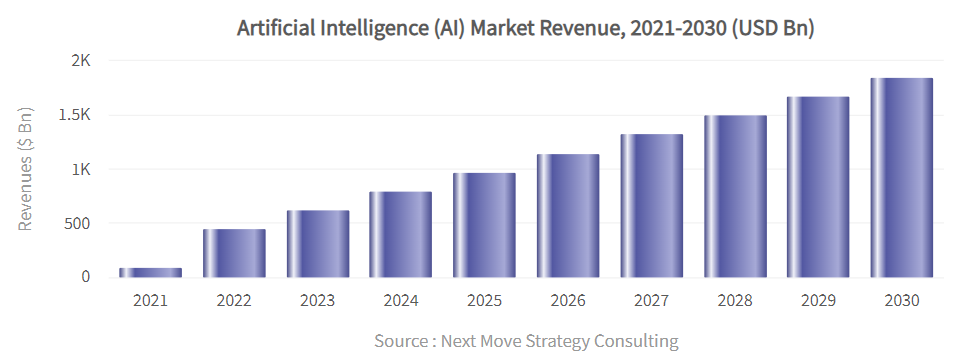 Artificial Intelligence (AI) Market Revenue, 2021-2030 (USD Bn)
Revenues ($ Bn)
2K
1.5K
1K
500
0
2021 2022 2023 2024 2025 2026 2027 2028 2029 2030
Source : Next Move Strategy Consulting